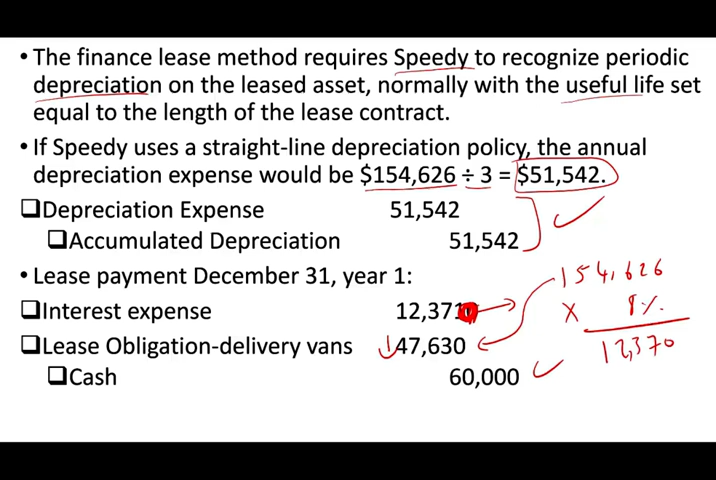 • The finance lease method requires Speedy to recognize periodic
depreciation on the leased asset, normally with the useful life set
equal to the length of the lease contract.
• If Speedy uses a straight-line depreciation policy, the annual
depreciation expense would be $154,626 ÷ 3 = $51,542.
❑Depreciation Expense 51,542
❑Accumulated Depreciation 51,542
• Lease payment December 31, year 1:
154,626
❑Interest expense 12,371
X 8%
❑Lease Obligation-delivery vans 47,630
12,370
❑Cash 60,000